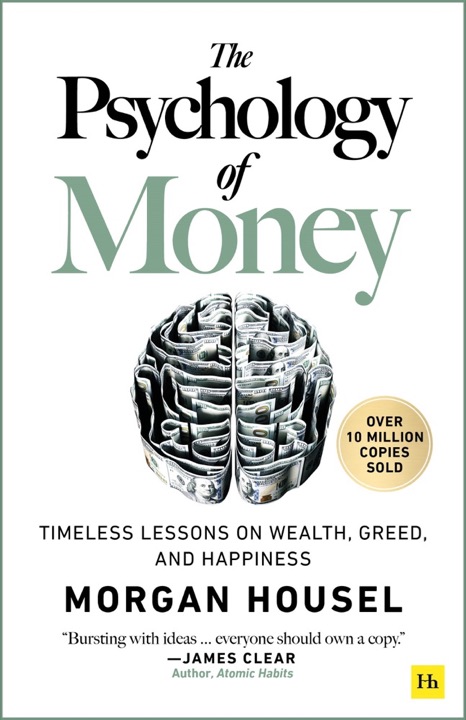 The
Psychology
of
Money
OVER
10 MILLION
COPIES
SOLD
TIMELESS LESSONS ON WEALTH, GREED,
AND HAPPINESS
MORGAN HOUSEL
“Bursting with ideas ... everyone should own a copy.”
—JAMES CLEAR
Author, Atomic Habits
Hh